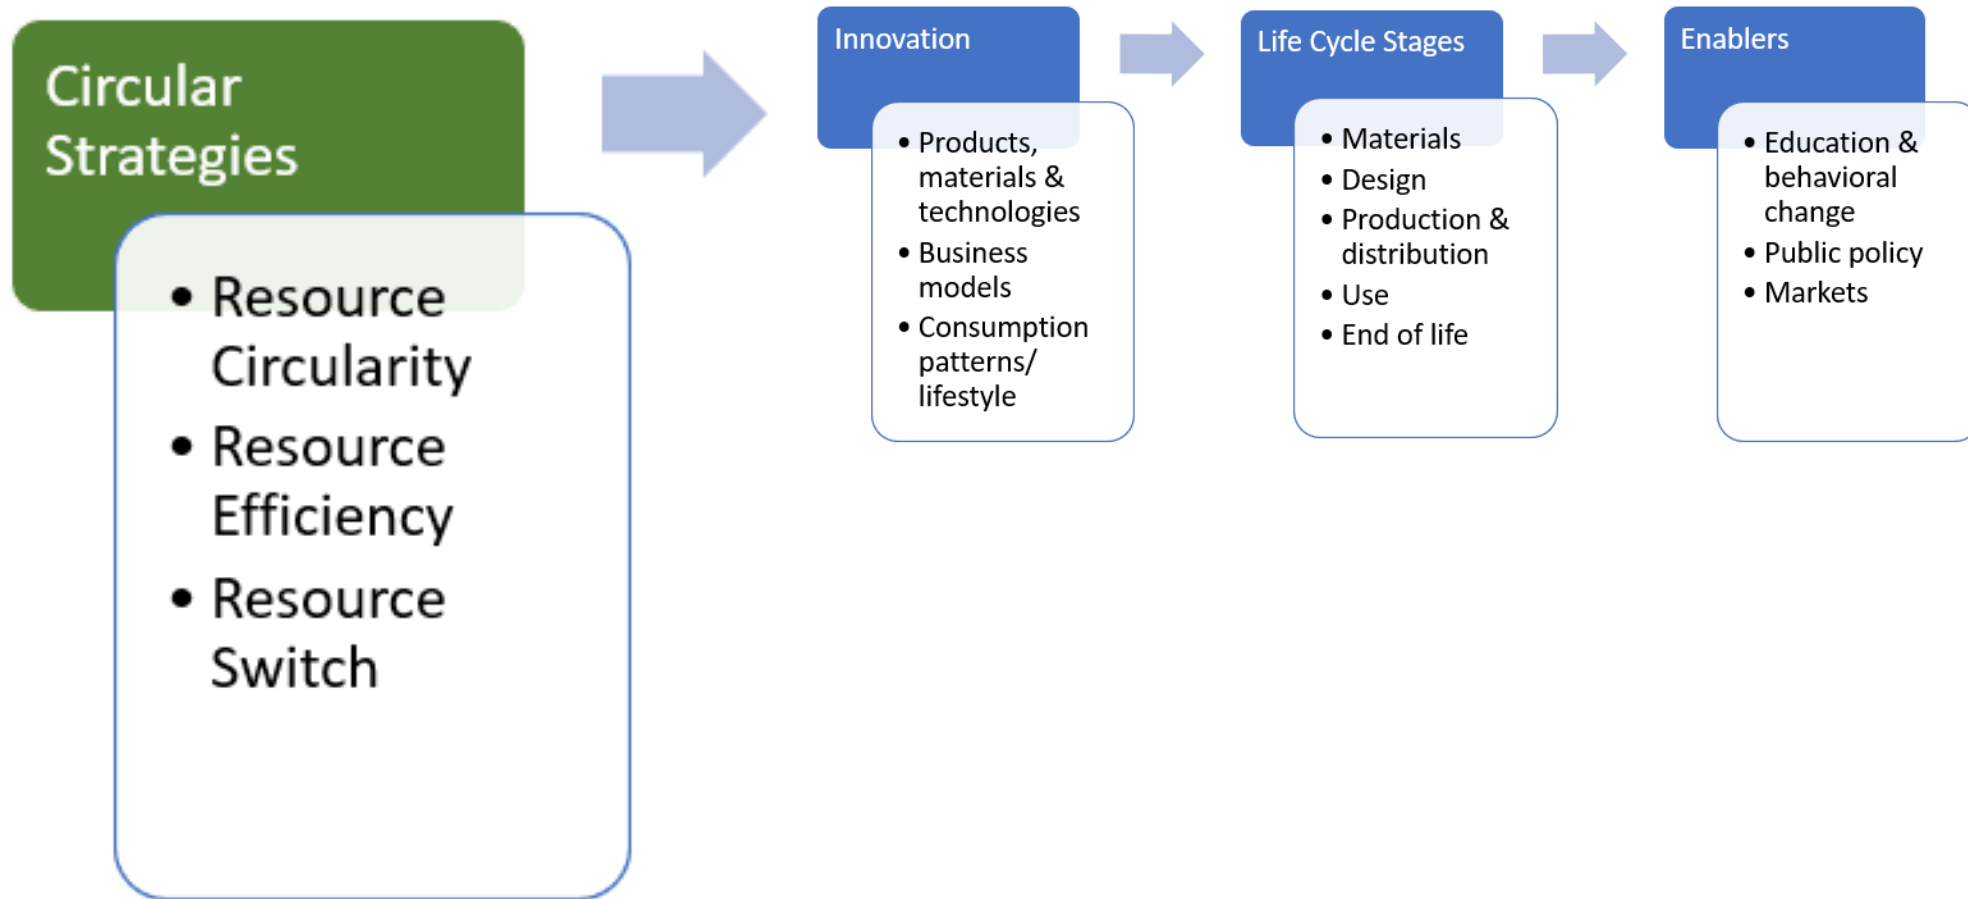 Circular
Strategies
• Resource
Circularity
• Resource
Efficiency
• Resource
Switch
Innovation
• Products,
materials &
technologies
• Business
models
• Consumption
patterns/
lifestyle
Life Cycle Stages
• Materials
• Design
• Production &
distribution
• Use
• End of life
Enablers
• Education &
behavioral
change
• Public policy
• Markets